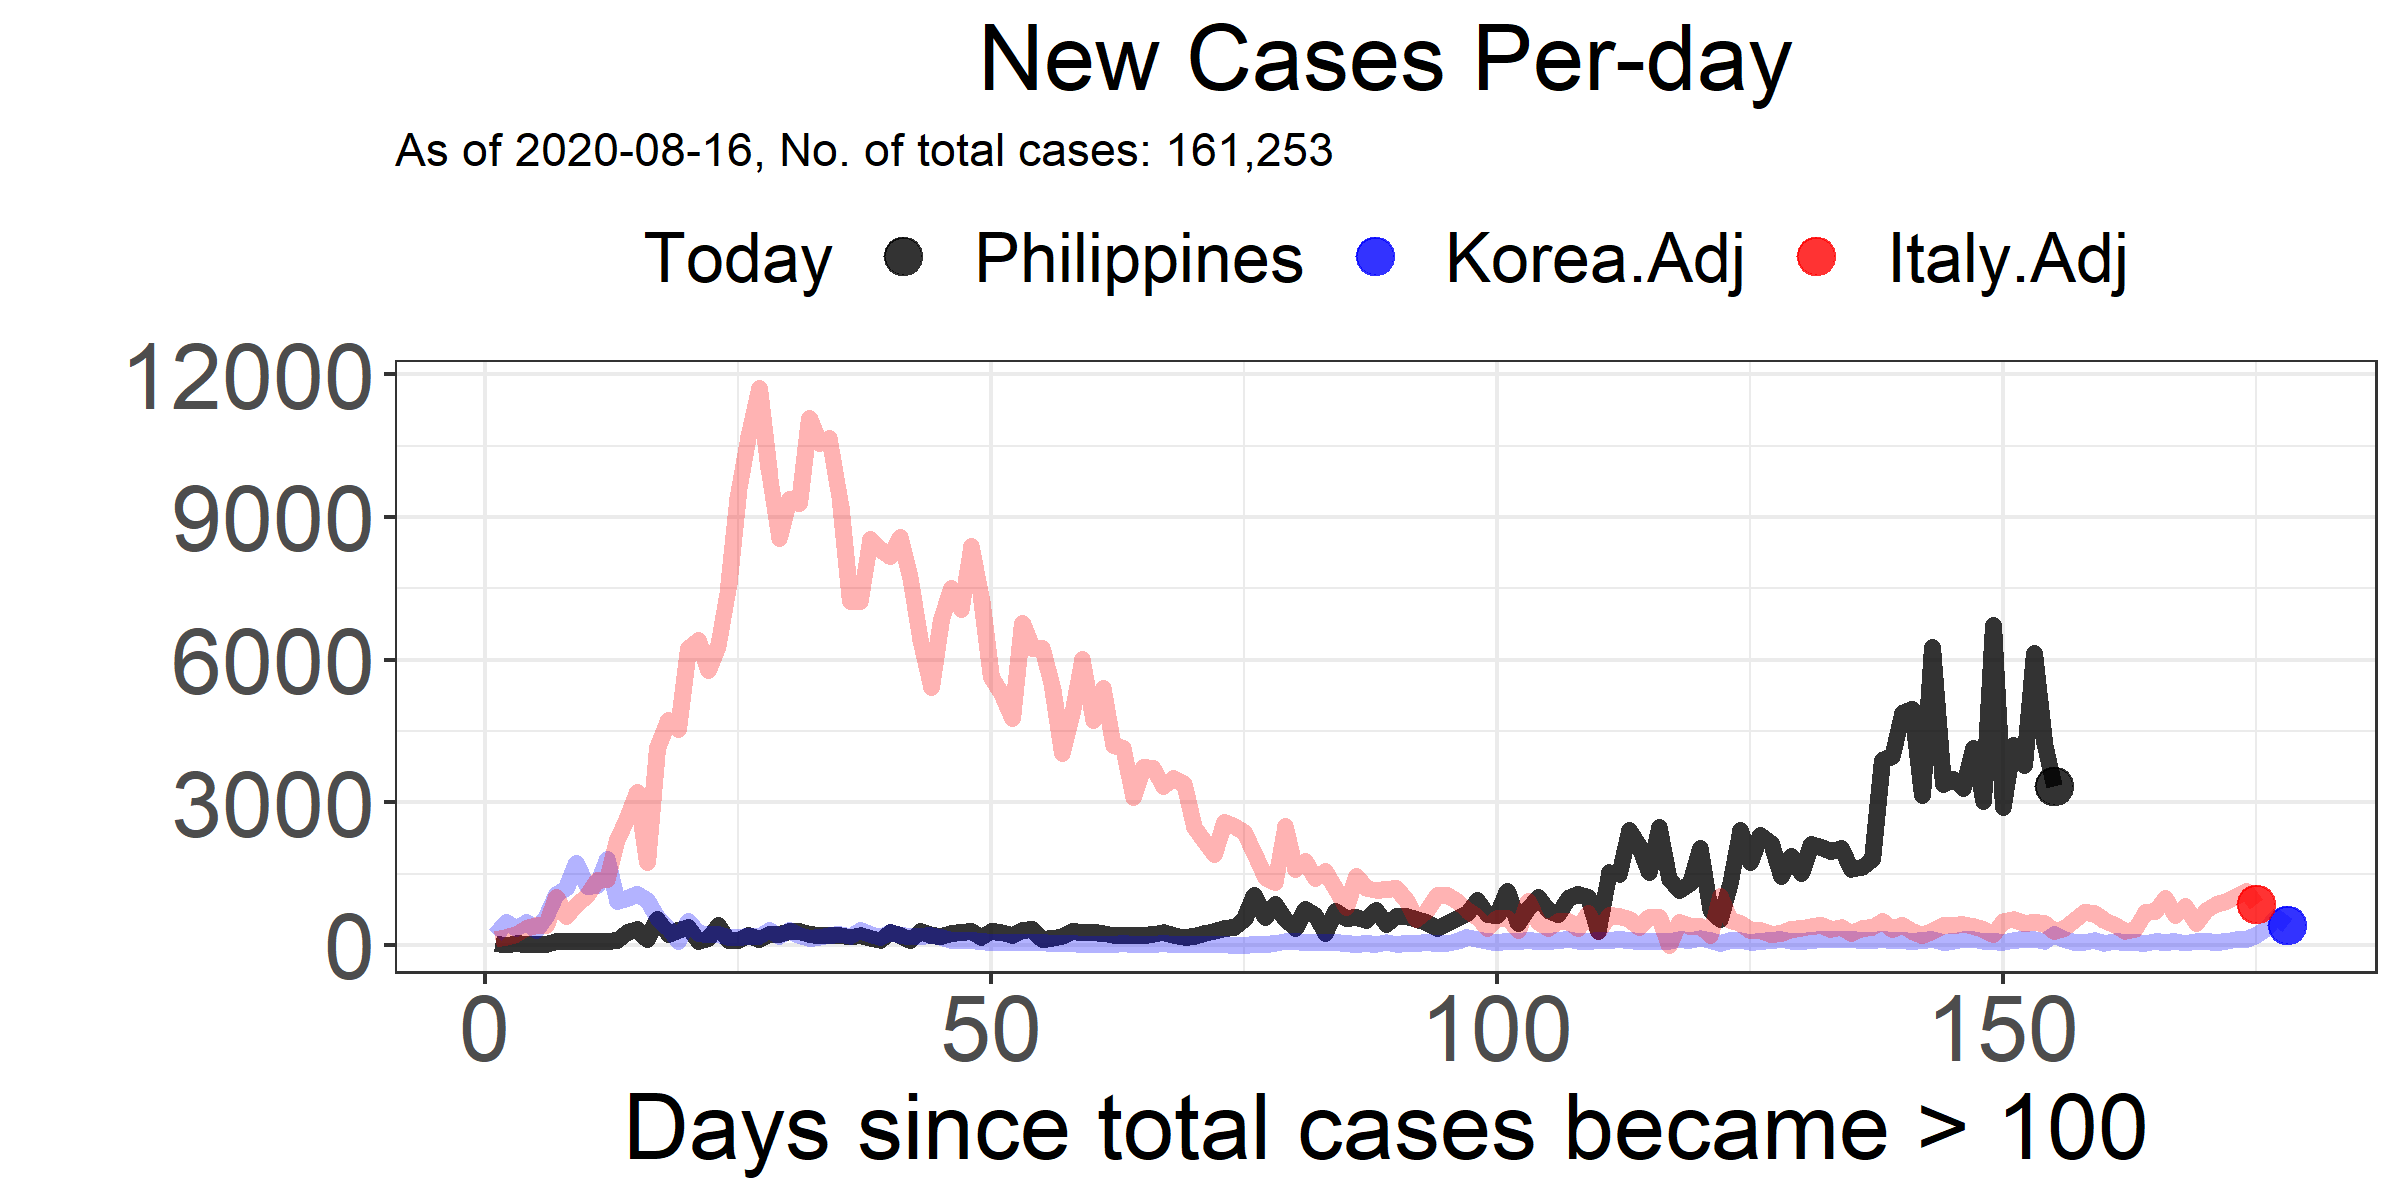 New Cases Per-day
As of 2020-08-16, No. of total cases: 161,253
Today Philippines Korea.Adj Italy.Adj
12000
9000
6000
3000
0
0 50 100 150
Days since total cases became > 100